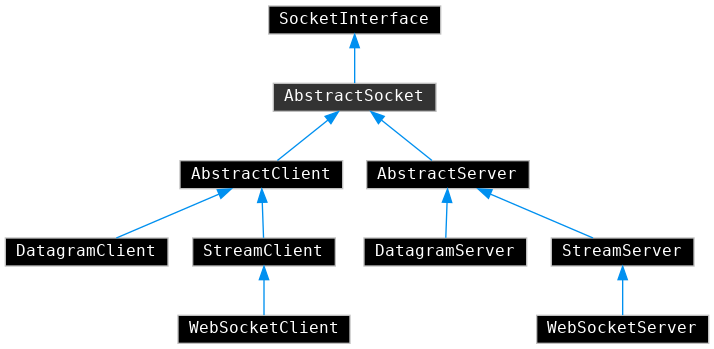 SocketInterface
AbstractSocket
AbstractClient
AbstractServer
DatagramClient
StreamClient
DatagramServer
StreamServer
WebSocketClient
WebSocketServer